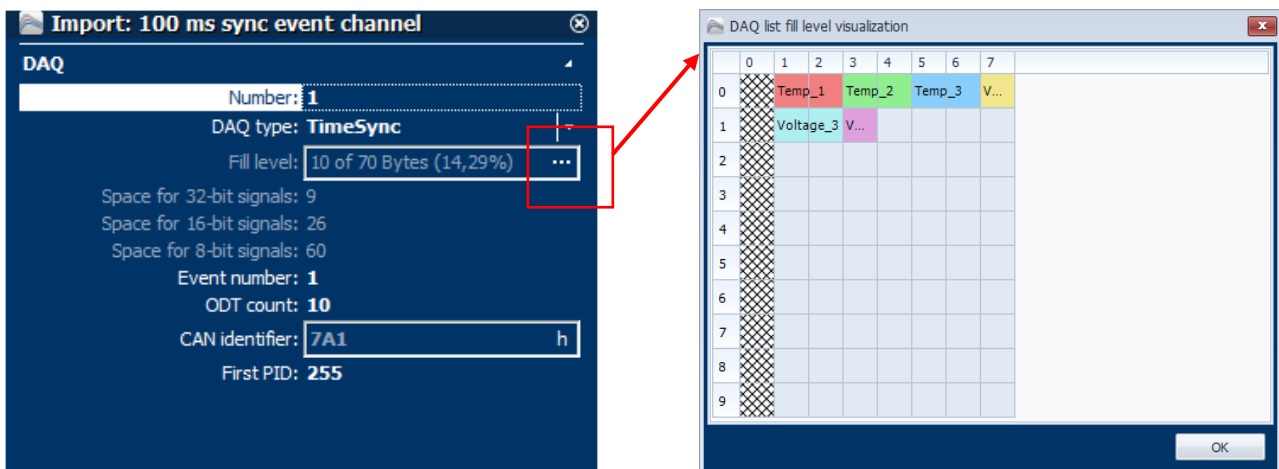 Import: 100 ms sync event channel
DAQ
Number: 1
DAQ type: TimeSync
Fill level: 10 of 70 Bytes (14,29%) ...
Space for 32-bit signals: 9
Space for 16-bit signals: 26
Space for 8-bit signals: 60
Event number: 1
ODT count: 10
CAN identifier: 7A1 h
First PID: 255
DAQ list fill level visualization
0 1 2 3 4 5 6 7
0 Temp_1 Temp_2 Temp_3 V...
1 Voltage_3 V...
2
3
4
5
6
7
8
9
OK